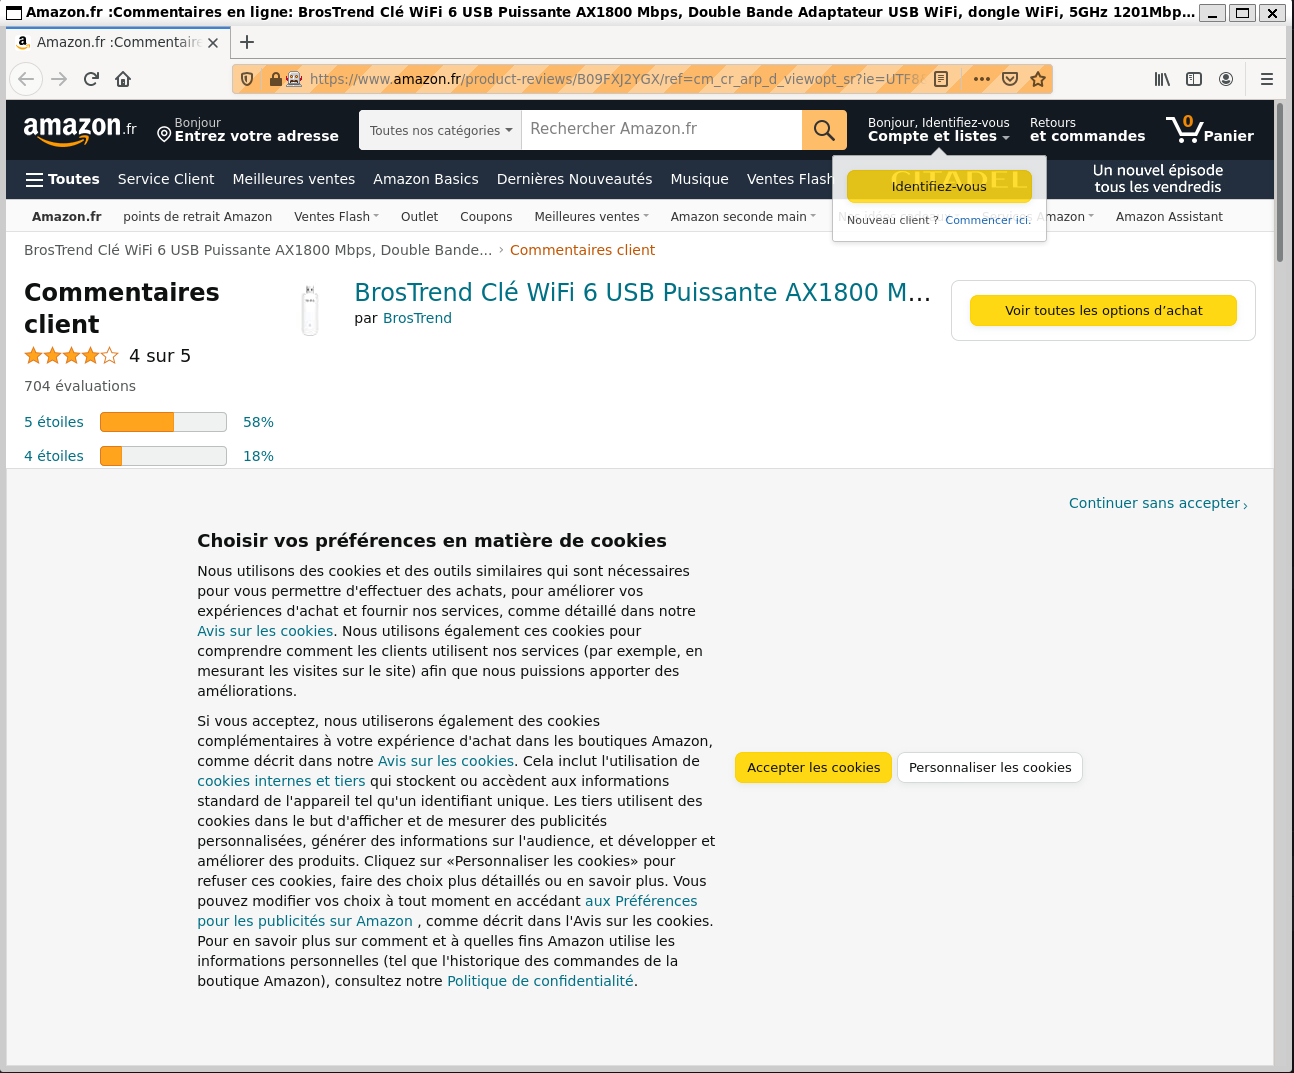 Amazon.fr :Commentaires en ligne: BrosTrend Clé WiFi 6 USB Puissante AX1800 Mbps, Double Bande Adaptateur USB WiFi, dongle WiFi, 5GHz 1201Mbp...
Amazon.fr :Commentaire
https://www.amazon.fr/product-reviews/B09FXJ2YGX/ref=cm_cr_arp_d_viewopt_sr?ie=UTF8
amazon.fr
Bonjour
Entrez votre adresse
Toutes nos catégories
Rechercher Amazon.fr
Bonjour, Identifiez-vous
Compte et listes
Retours
et commandes
0
Panier
Toutes
Service Client
Meilleures ventes
Amazon Basics
Dernières Nouveautés
Musique
Ventes Flash
CITADEL
Un nouvel épisode
tous les vendredis
Identifiez-vous
Nouveau client ? Commencer ici.
Amazon.fr
points de retrait Amazon
Ventes Flash
Outlet
Coupons
Meilleures ventes
Amazon seconde main
Amazon
Amazon Assistant
BrosTrend Clé WiFi 6 USB Puissante AX1800 Mbps, Double Bande... › Commentaires client
Commentaires
client
BrosTrend Clé WiFi 6 USB Puissante AX1800 M...
par BrosTrend
Voir toutes les options d’achat
4 sur 5
704 évaluations
5 étoiles 58%
4 étoiles 18%
Continuer sans accepter ›
Choisir vos préférences en matière de cookies
Nous utilisons des cookies et des outils similaires qui sont nécessaires
pour vous permettre d'effectuer des achats, pour améliorer vos
expériences d'achat et fournir nos services, comme détaillé dans notre
Avis sur les cookies. Nous utilisons également ces cookies pour
comprendre comment les clients utilisent nos services (par exemple, en
mesurant les visites sur le site) afin que nous puissions apporter des
améliorations.
Si vous acceptez, nous utiliserons également des cookies
complémentaires à votre expérience d'achat dans les boutiques Amazon,
comme décrit dans notre Avis sur les cookies. Cela inclut l'utilisation de
cookies internes et tiers qui stockent ou accèdent aux informations
standard de l'appareil tel qu'un identifiant unique. Les tiers utilisent des
cookies dans le but d'afficher et de mesurer des publicités
personnalisées, générer des informations sur l'audience, et développer et
améliorer des produits. Cliquez sur «Personnaliser les cookies» pour
refuser ces cookies, faire des choix plus détaillés ou en savoir plus. Vous
pouvez modifier vos choix à tout moment en accédant aux Préférences
pour les publicités sur Amazon , comme décrit dans l'Avis sur les cookies.
Pour en savoir plus sur comment et à quelles fins Amazon utilise les
informations personnelles (tel que l'historique des commandes de la
boutique Amazon), consultez notre Politique de confidentialité.
Accepter les cookies
Personnaliser les cookies